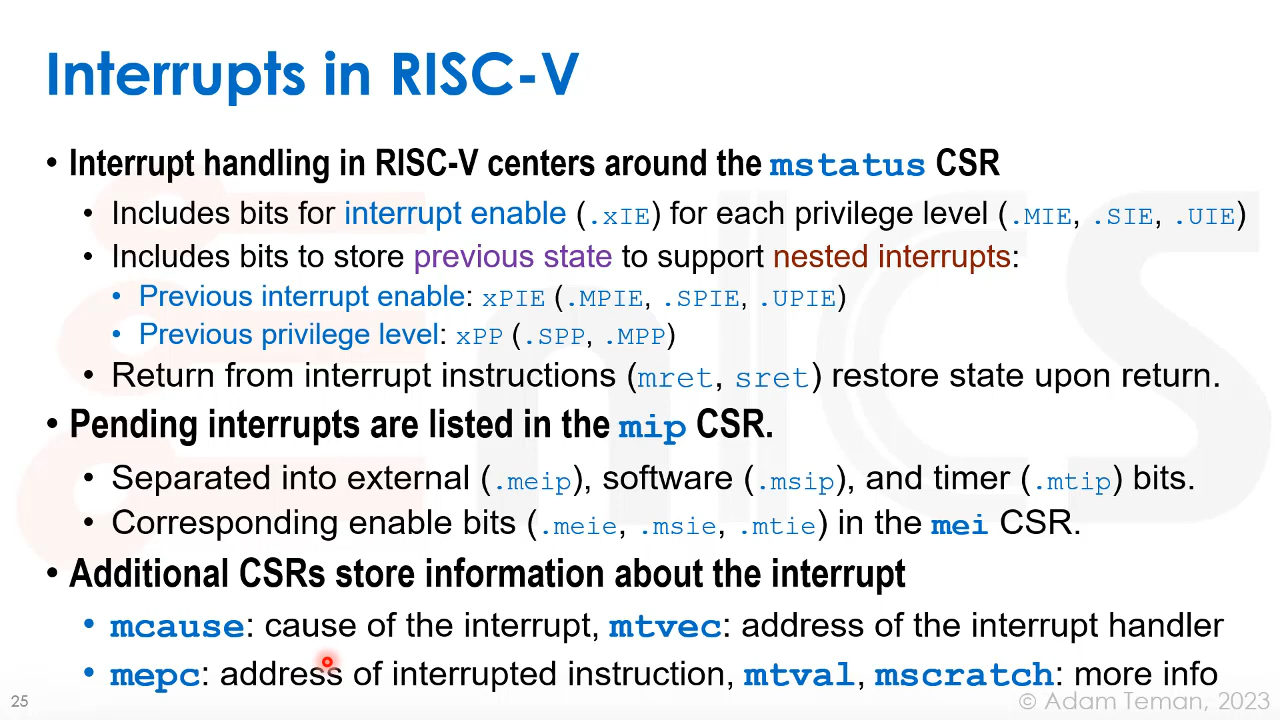 Interrupts in RISC-V
• Interrupt handling in RISC-V centers around the mstatus CSR
• Includes bits for interrupt enable (.xIE) for each privilege level (.MIE, .SIE, .UIE)
• Includes bits to store previous state to support nested interrupts:
• Previous interrupt enable: xPIE (.MPIE, .SPIE, .UPIE)
• Previous privilege level: xPP (.SPP, .MPP)
• Return from interrupt instructions (mret, sret) restore state upon return.
• Pending interrupts are listed in the mip CSR.
• Separated into external (.meip), software (.msip), and timer (.mtip) bits.
• Corresponding enable bits (.meie, .msie, .mtie) in the mei CSR.
• Additional CSRs store information about the interrupt
• mcause: cause of the interrupt, mtvec: address of the interrupt handler
• mepc: address of interrupted instruction, mtval, mscratch: more info
25
© Adam Teman, 2023